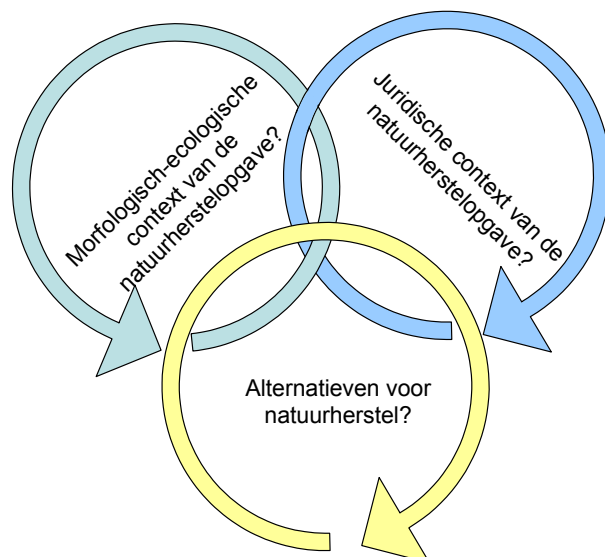 Morfologisch-ecologische
context van de
natuurherstelopgave?
Juridische context van de
natuurherstelopgave?
Alternatieven voor
natuurherstel?